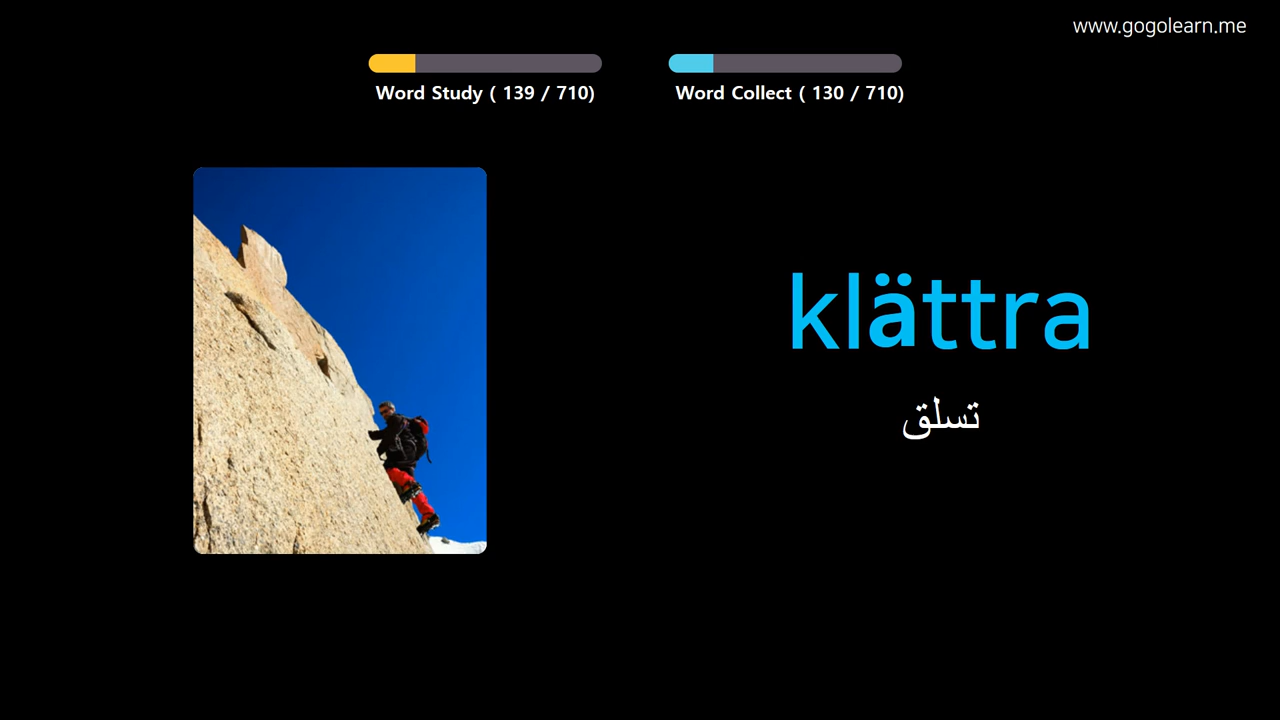 www.gogolearn.me
Word Study ( 139 / 710)
Word Collect ( 130 / 710)
klättra
تسلق